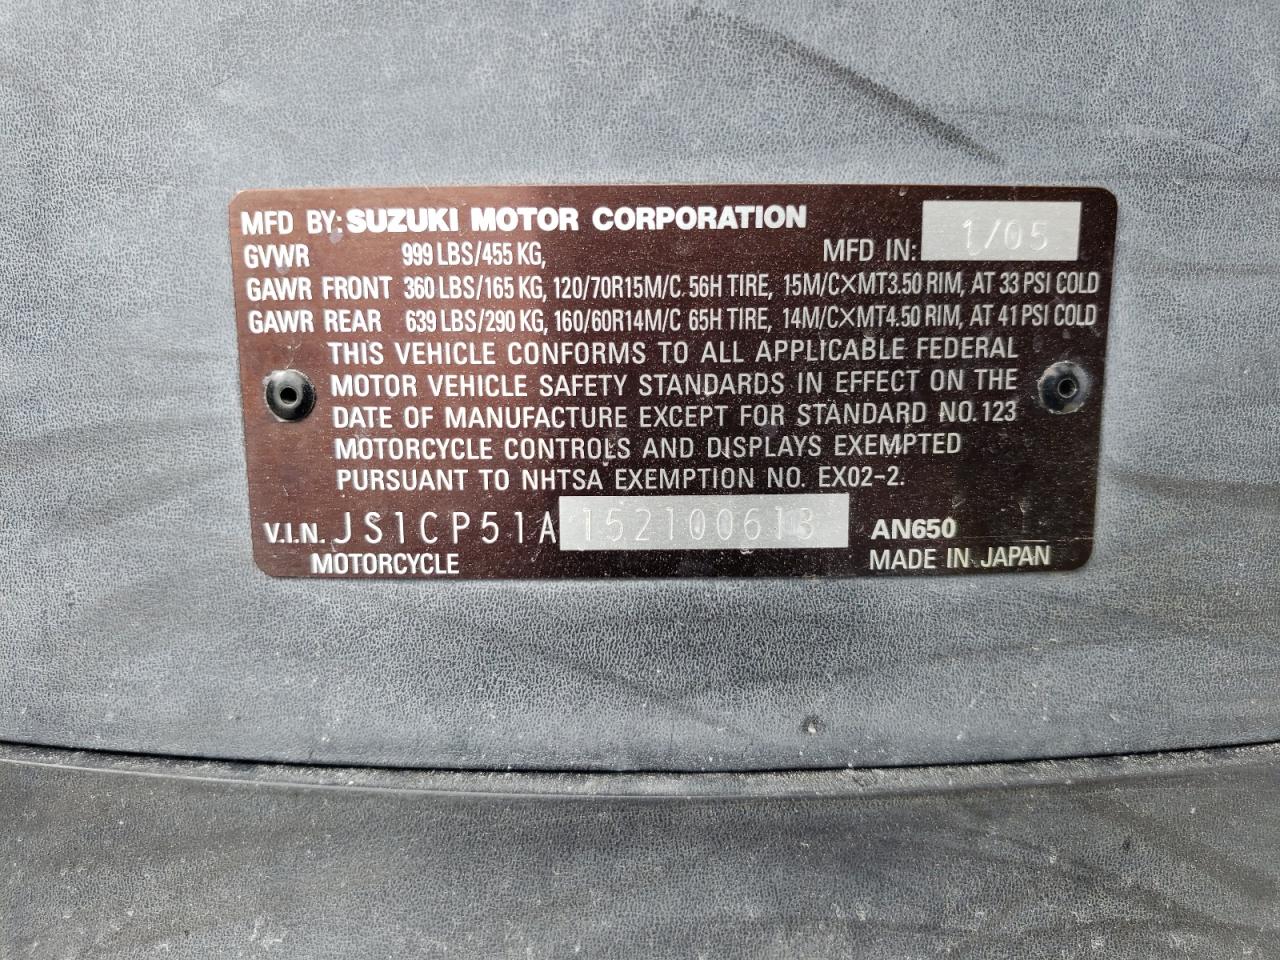 MFD BY: SUZUKI MOTOR CORPORATION
GVWR 999 LBS/455 KG, MFD IN: 1/05
GAWR FRONT 360 LBS/165 KG, 120/70R15M/C 56H TIRE, 15M/C×MT3.50 RIM, AT 33 PSI COLD
GAWR REAR 639 LBS/290 KG, 160/60R14M/C 65H TIRE, 14M/C×MT4.50 RIM, AT 41 PSI COLD
THIS VEHICLE CONFORMS TO ALL APPLICABLE FEDERAL
MOTOR VEHICLE SAFETY STANDARDS IN EFFECT ON THE
DATE OF MANUFACTURE EXCEPT FOR STANDARD NO.123
MOTORCYCLE CONTROLS AND DISPLAYS EXEMPTED
PURSUANT TO NHTSA EXEMPTION NO. EX02-2.
V.I.N. JS1CP51A152100613 AN650
MOTORCYCLE MADE IN JAPAN